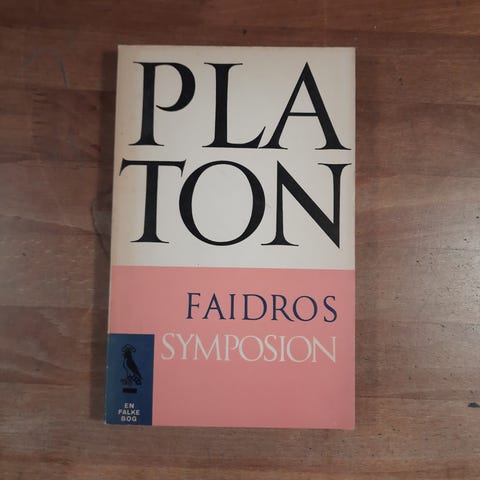 PLA
TON
FAIDROS
SYMPOSION
EN
FALKE
BOG